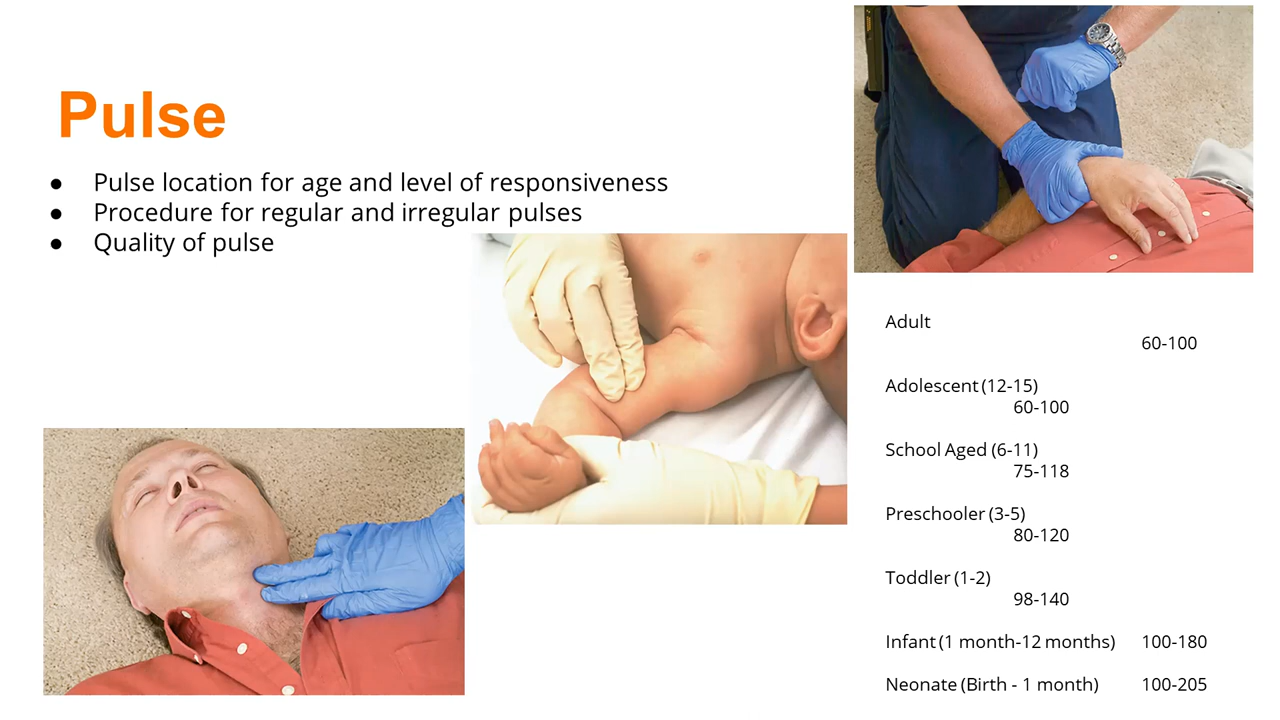 Pulse
● Pulse location for age and level of responsiveness
● Procedure for regular and irregular pulses
● Quality of pulse
Adult
60-100
Adolescent (12-15)
60-100
School Aged (6-11)
75-118
Preschooler (3-5)
80-120
Toddler (1-2)
98-140
Infant (1 month-12 months) 100-180
Neonate (Birth - 1 month) 100-205